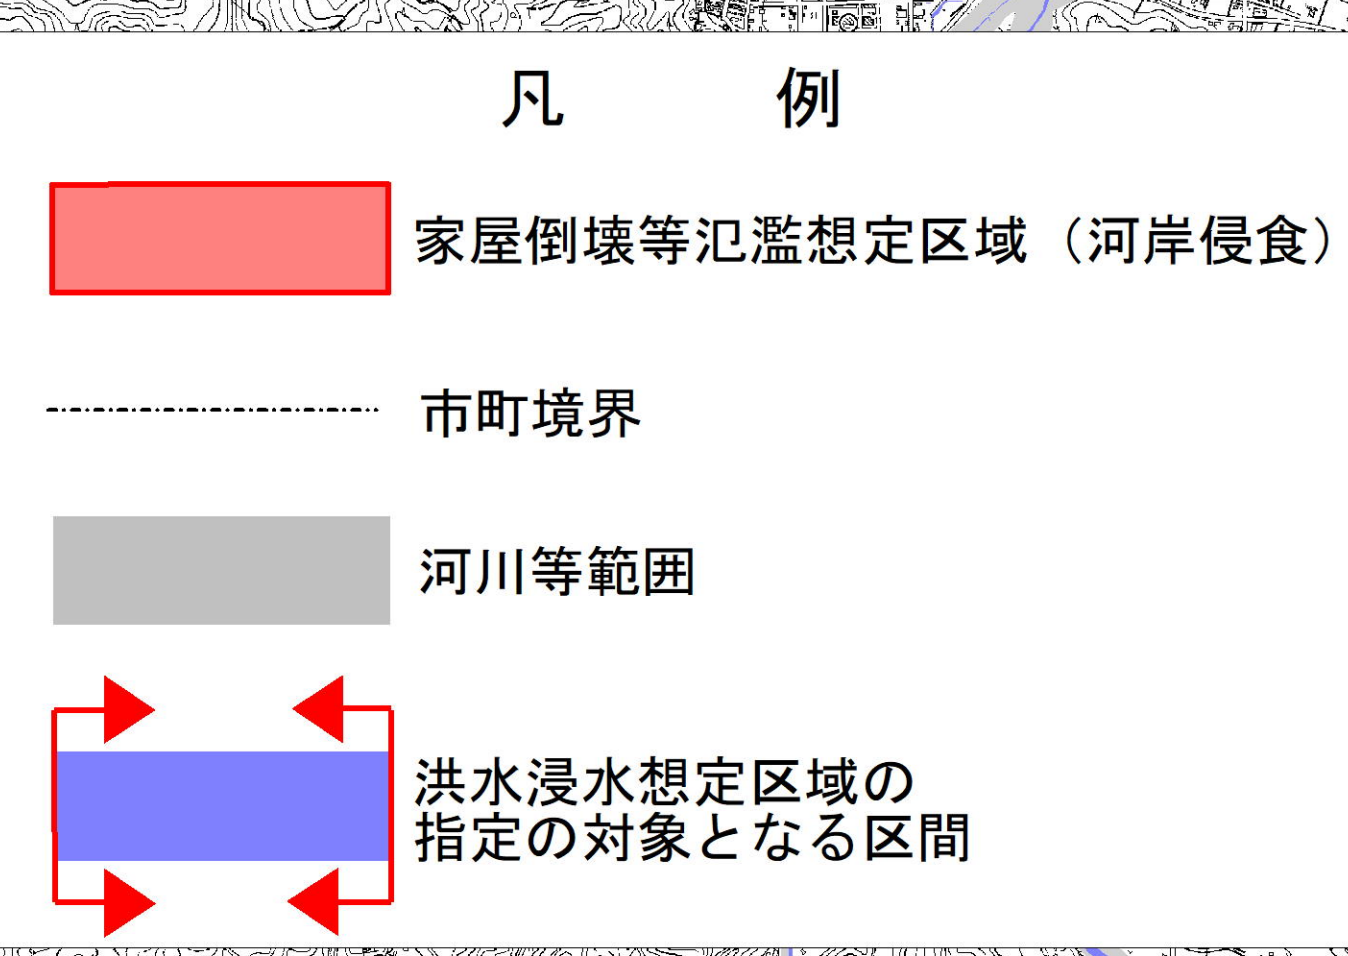 凡　例
家屋倒壊等氾濫想定区域（河岸侵食）
市町境界
河川等範囲
洪水浸水想定区域の
指定の対象となる区間